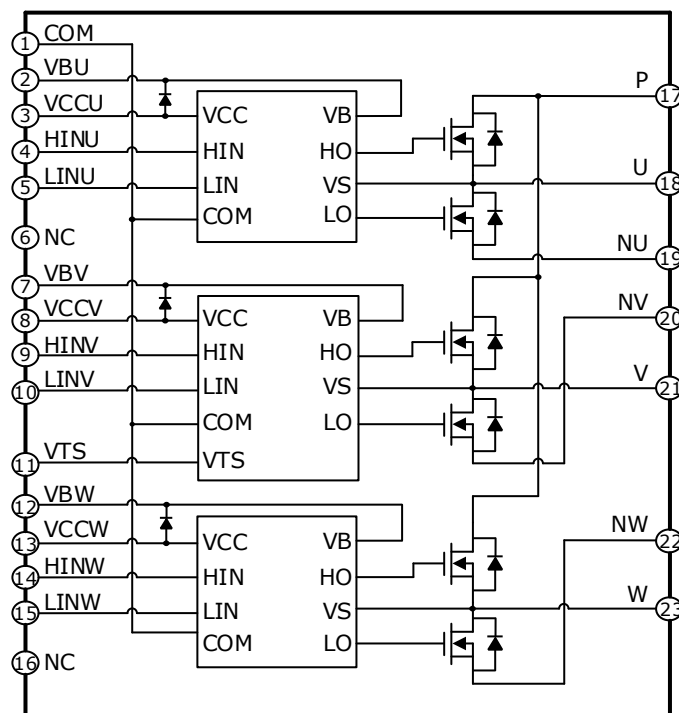 1 COM
2 VBU
3 VCCU
4 HINU
5 LINU
6 NC
7 VBV
8 VCCV
9 HINV
10 LINV
11 VTS
12 VBW
13 VCCW
14 HINW
15 LINW
16 NC
VCC VB
HIN HO
LIN VS
COM LO
VCC VB
HIN HO
LIN VS
COM LO
VTS
VCC VB
HIN HO
LIN VS
COM LO
P 17
U 18
NU 19
NV 20
V 21
NW 22
W 23